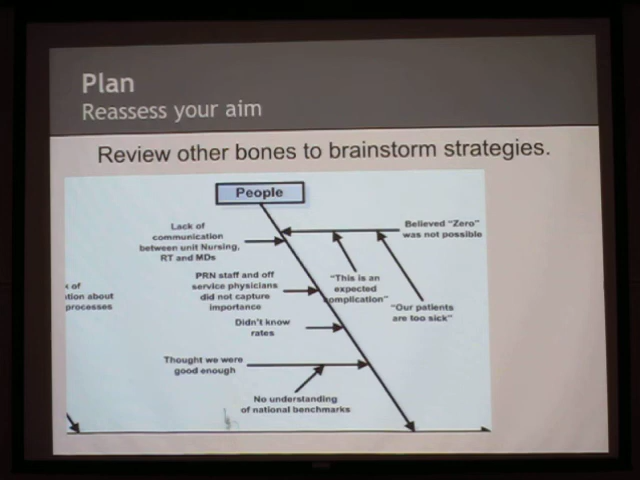 Plan
Reassess your aim
Review other bones to brainstorm strategies.
People
Lack of
communication
between unit Nursing,
RT and MDs
Believed "Zero"
was not possible
PRN staff and off
service physicians
did not capture
importance
"This is an
expected
complication"
"Our patients
are too sick"
of
about
processes
Didn't know
rates
Thought we were
good enough
No understanding
of national benchmarks